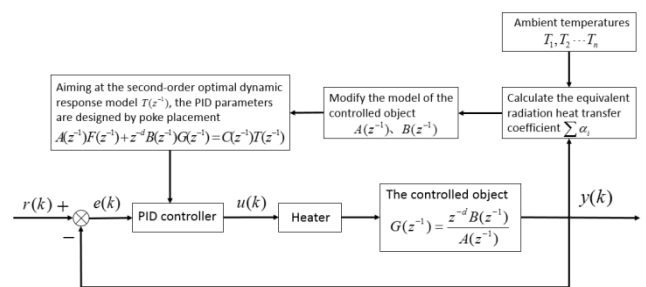 Ambient temperatures
T₁, T₂ ⋯ Tₙ
Aiming at the second-order optimal dynamic
response model T(z⁻¹), the PID parameters
are designed by poke placement
A(z⁻¹)F(z⁻¹)+z⁻ᵈB(z⁻¹)G(z⁻¹)=C(z⁻¹)T(z⁻¹)
Modify the model of the
controlled object
A(z⁻¹)、B(z⁻¹)
Calculate the equivalent
radiation heat transfer
coefficient ∑αᵢ
r(k) +
−
e(k)
PID controller
u(k)
Heater
The controlled object
G(z⁻¹) = z⁻ᵈB(z⁻¹) / A(z⁻¹)
y(k)